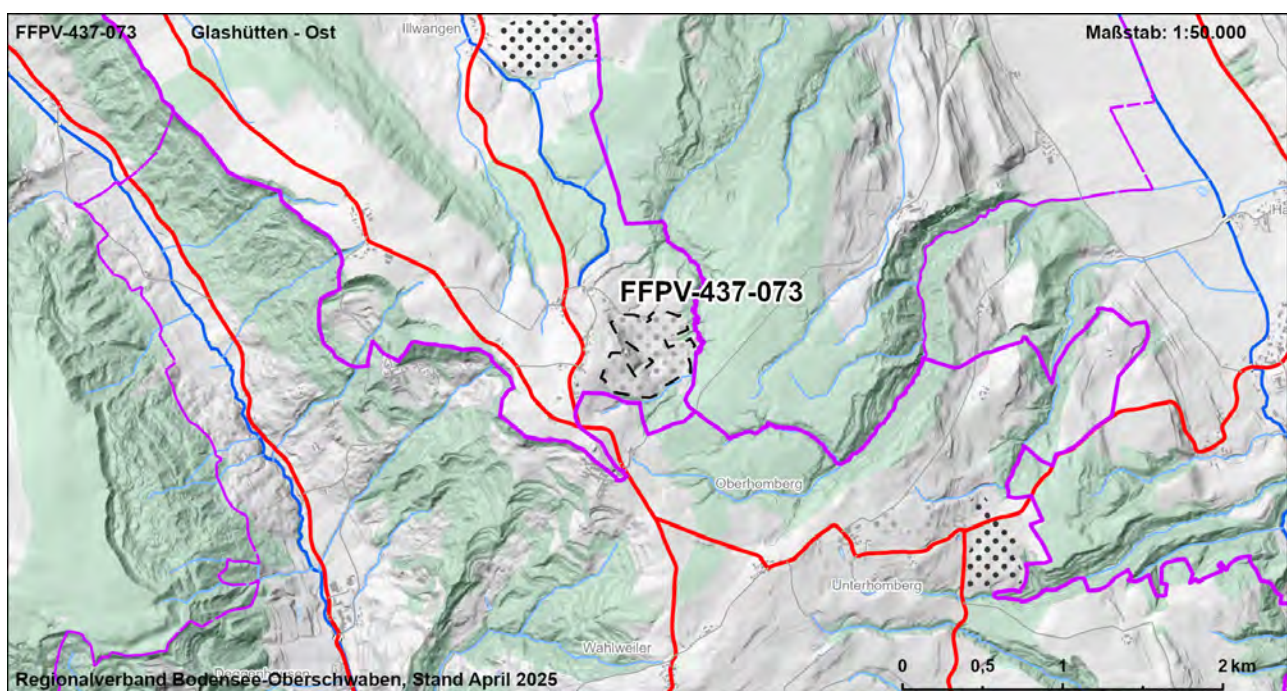 FFPV-437-073 Glashütten - Ost
Illwangen
Maßstab: 1:50.000
FFPV-437-073
Oberhomberg
Unterhomberg
Wahlweiler
0 0,5 1 2 km
Regionalverband Bodensee-Oberschwaben, Stand April 2025